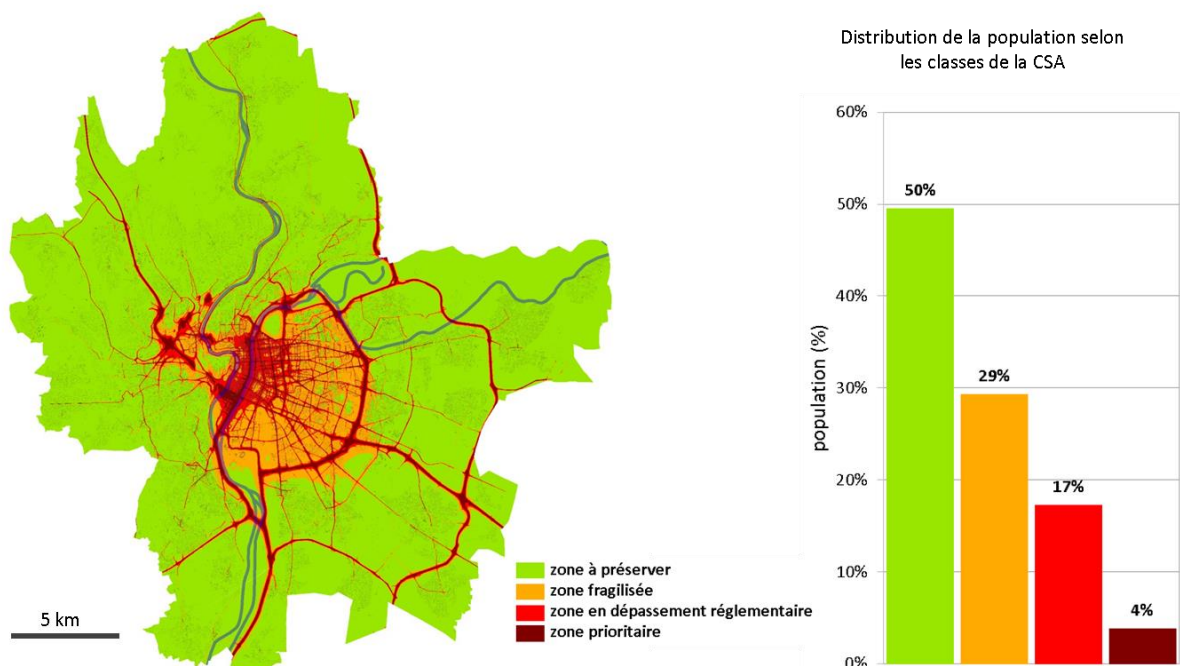 Distribution de la population selon
les classes de la CSA
60%
50%
50%
40%
population (%)
30%
29%
20%
17%
10%
4%
0%
zone à préserver
zone fragilisée
zone en dépassement réglementaire
zone prioritaire
5 km